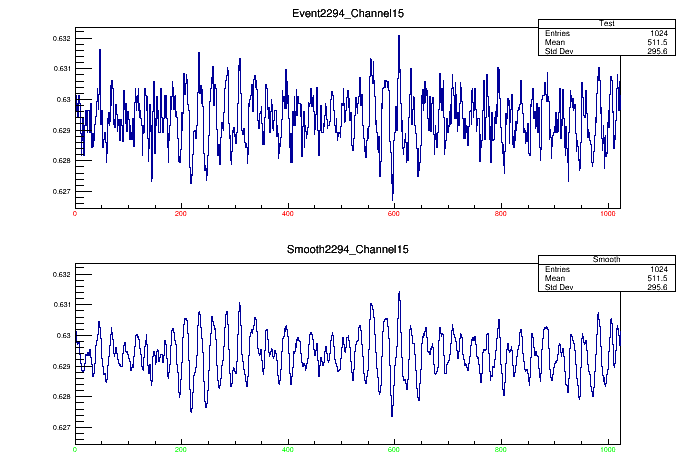 Event2294_Channel15
Test
Entries 1024
Mean 511.5
Std Dev 295.6
0.632
0.631
0.63
0.629
0.628
0.627
0 200 400 600 800 1000
Smooth2294_Channel15
Smooth
Entries 1024
Mean 511.5
Std Dev 295.6
0.632
0.631
0.63
0.629
0.628
0.627
0 200 400 600 800 1000